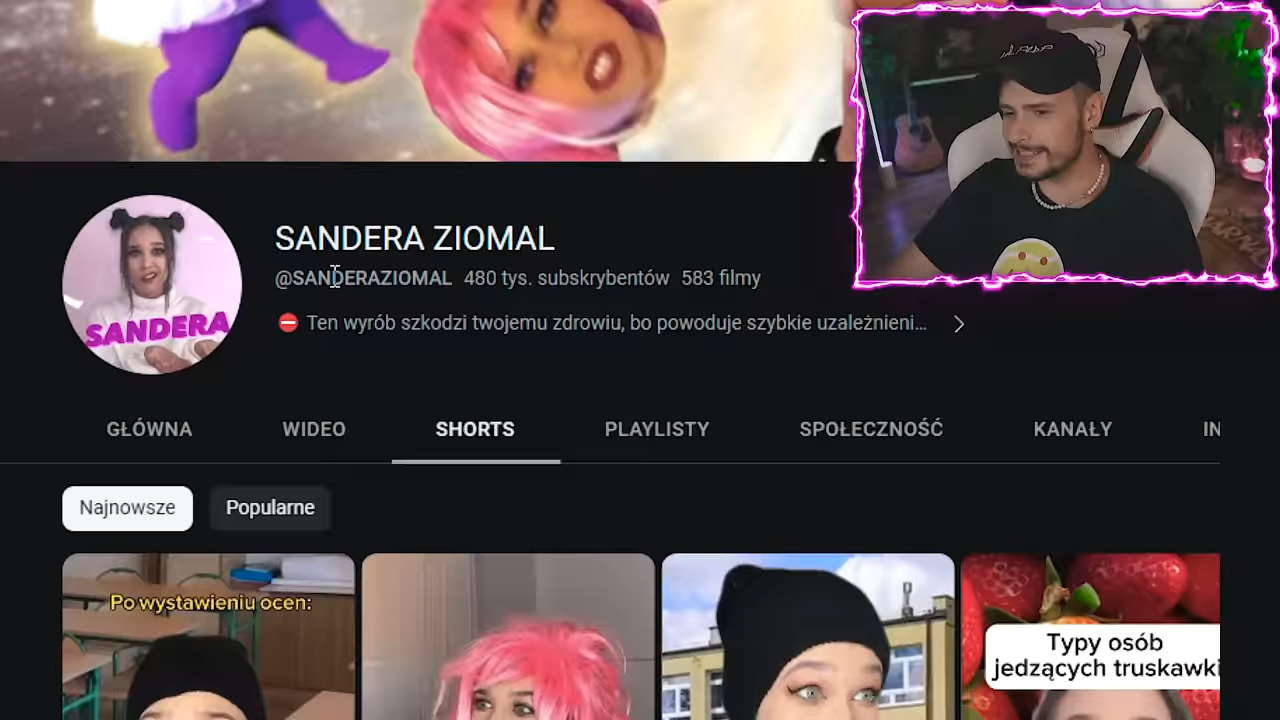 SANDERA ZIOMAL
@SANDERAZIOMAL 480 tys. subskrybentów 583 filmy
Ten wyrób szkodzi twojemu zdrowiu, bo powoduje szybkie uzależnieni...
SANDERA
GŁÓWNA WIDEO SHORTS PLAYLISTY SPOŁECZNOŚĆ KANAŁY IN
Najnowsze Popularne
Po wystawieniu ocen:
Typy osób
jedzących truskawki